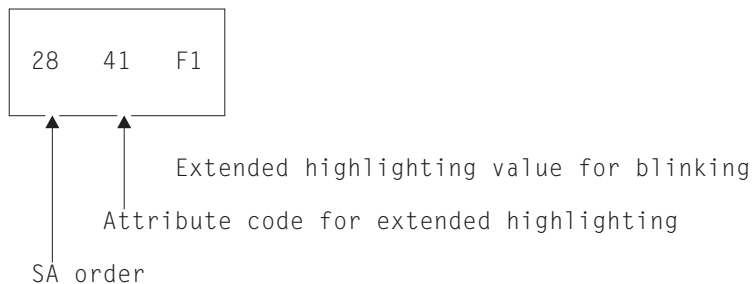 28 41 F1
Extended highlighting value for blinking
Attribute code for extended highlighting
SA order